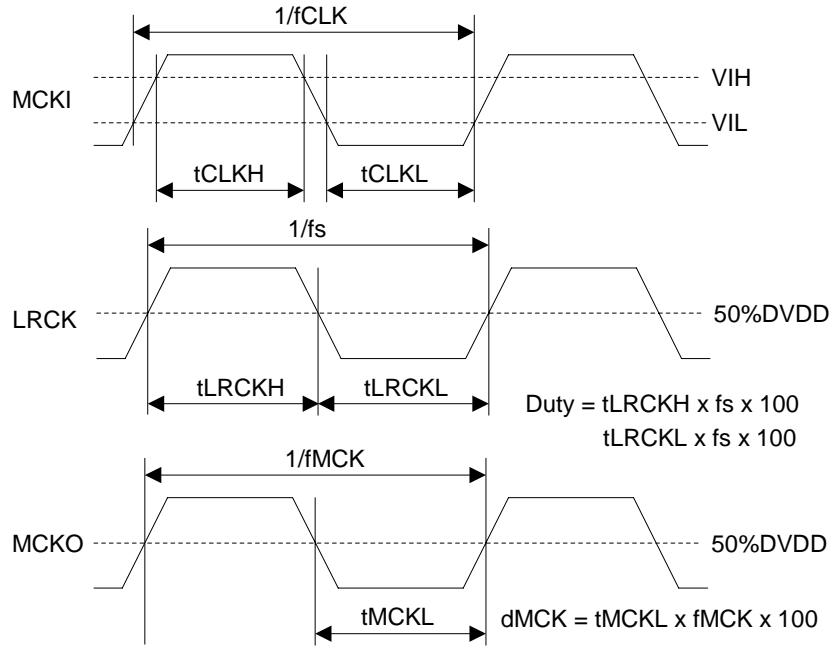 1/fCLK
MCKI
VIH
VIL
tCLKH
tCLKL
1/fs
LRCK
50%DVDD
tLRCKH
tLRCKL
Duty = tLRCKH x fs x 100
tLRCKL x fs x 100
1/fMCK
MCKO
50%DVDD
tMCKL
dMCK = tMCKL x fMCK x 100